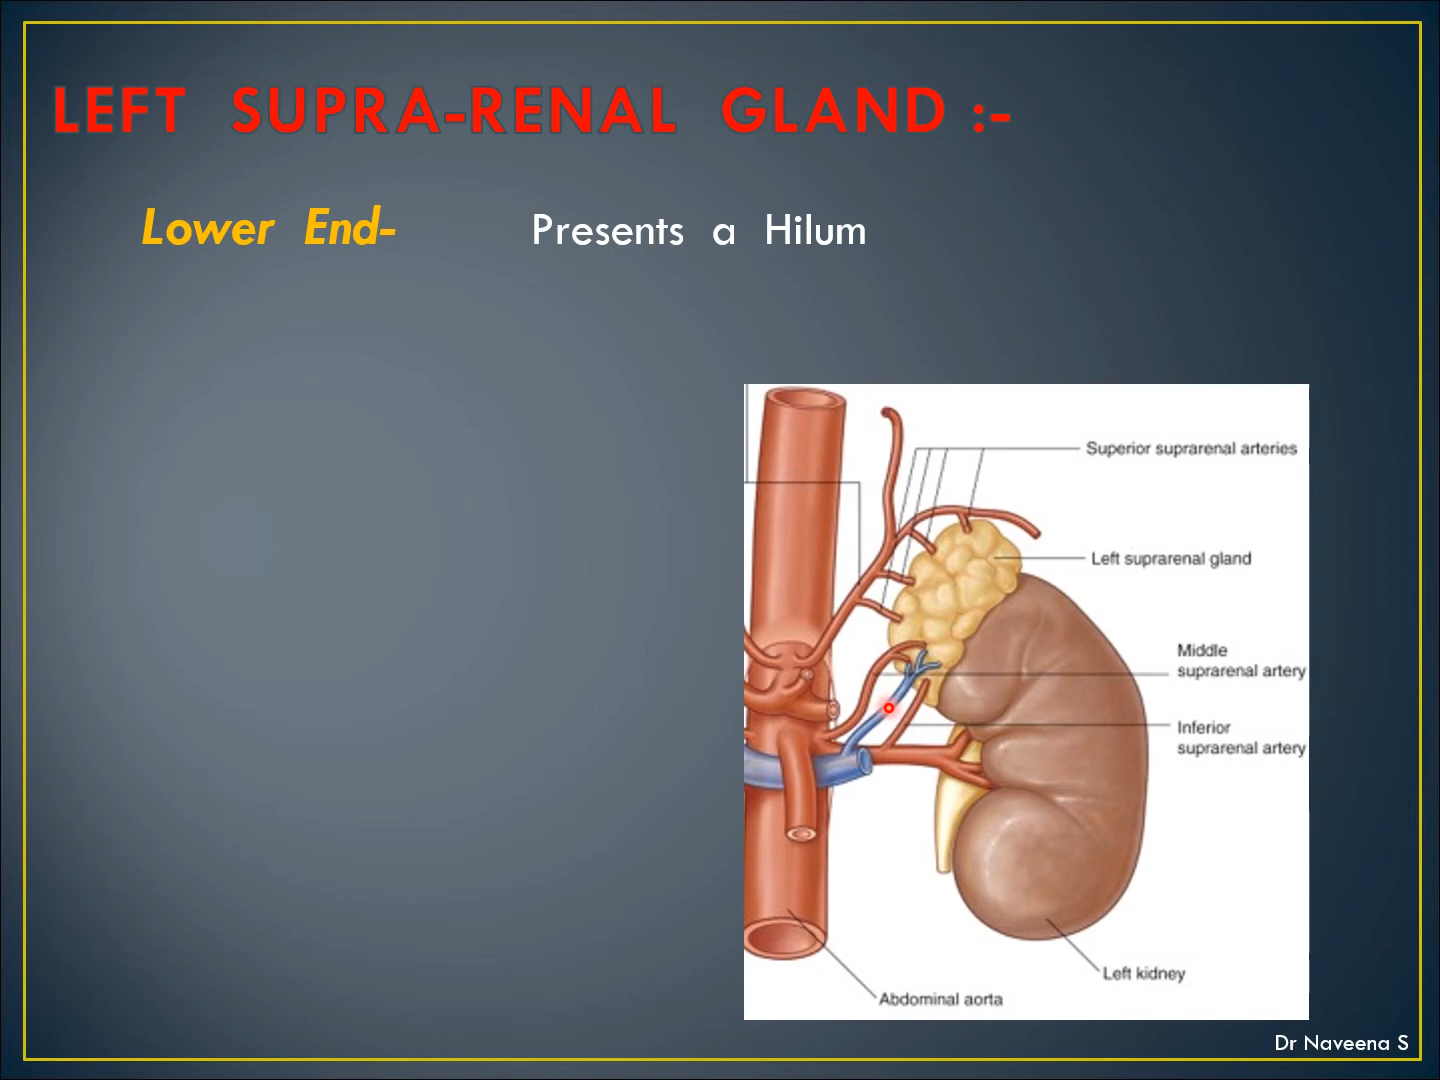 LEFT SUPRA-RENAL GLAND :-
Lower End- Presents a Hilum
Superior suprarenal arteries
Left suprarenal gland
Middle
suprarenal artery
Inferior
suprarenal artery
Left kidney
Abdominal aorta
Dr Naveena S